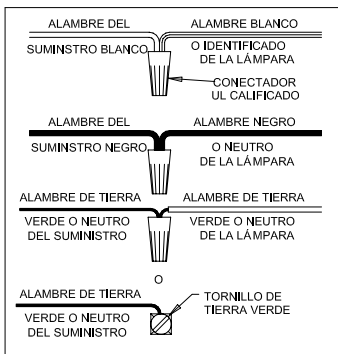 ALAMBRE DEL
SUMINSTRO BLANCO
ALAMBRE BLANCO
O IDENTIFICADO
DE LA LÁMPARA
CONECTADOR
UL CALIFICADO
ALAMBRE DEL
SUMINSTRO NEGRO
ALAMBRE NEGRO
O NEUTRO
DE LA LÁMPARA
ALAMBRE DE TIERRA
VERDE O NEUTRO
DEL SUMINISTRO
ALAMBRE DE TIERRA
VERDE O NEUTRO
DE LA LÁMPARA
O
ALAMBRE DE TIERRA
VERDE O NEUTRO
DEL SUMINISTRO
TORNILLO DE
TIERRA VERDE